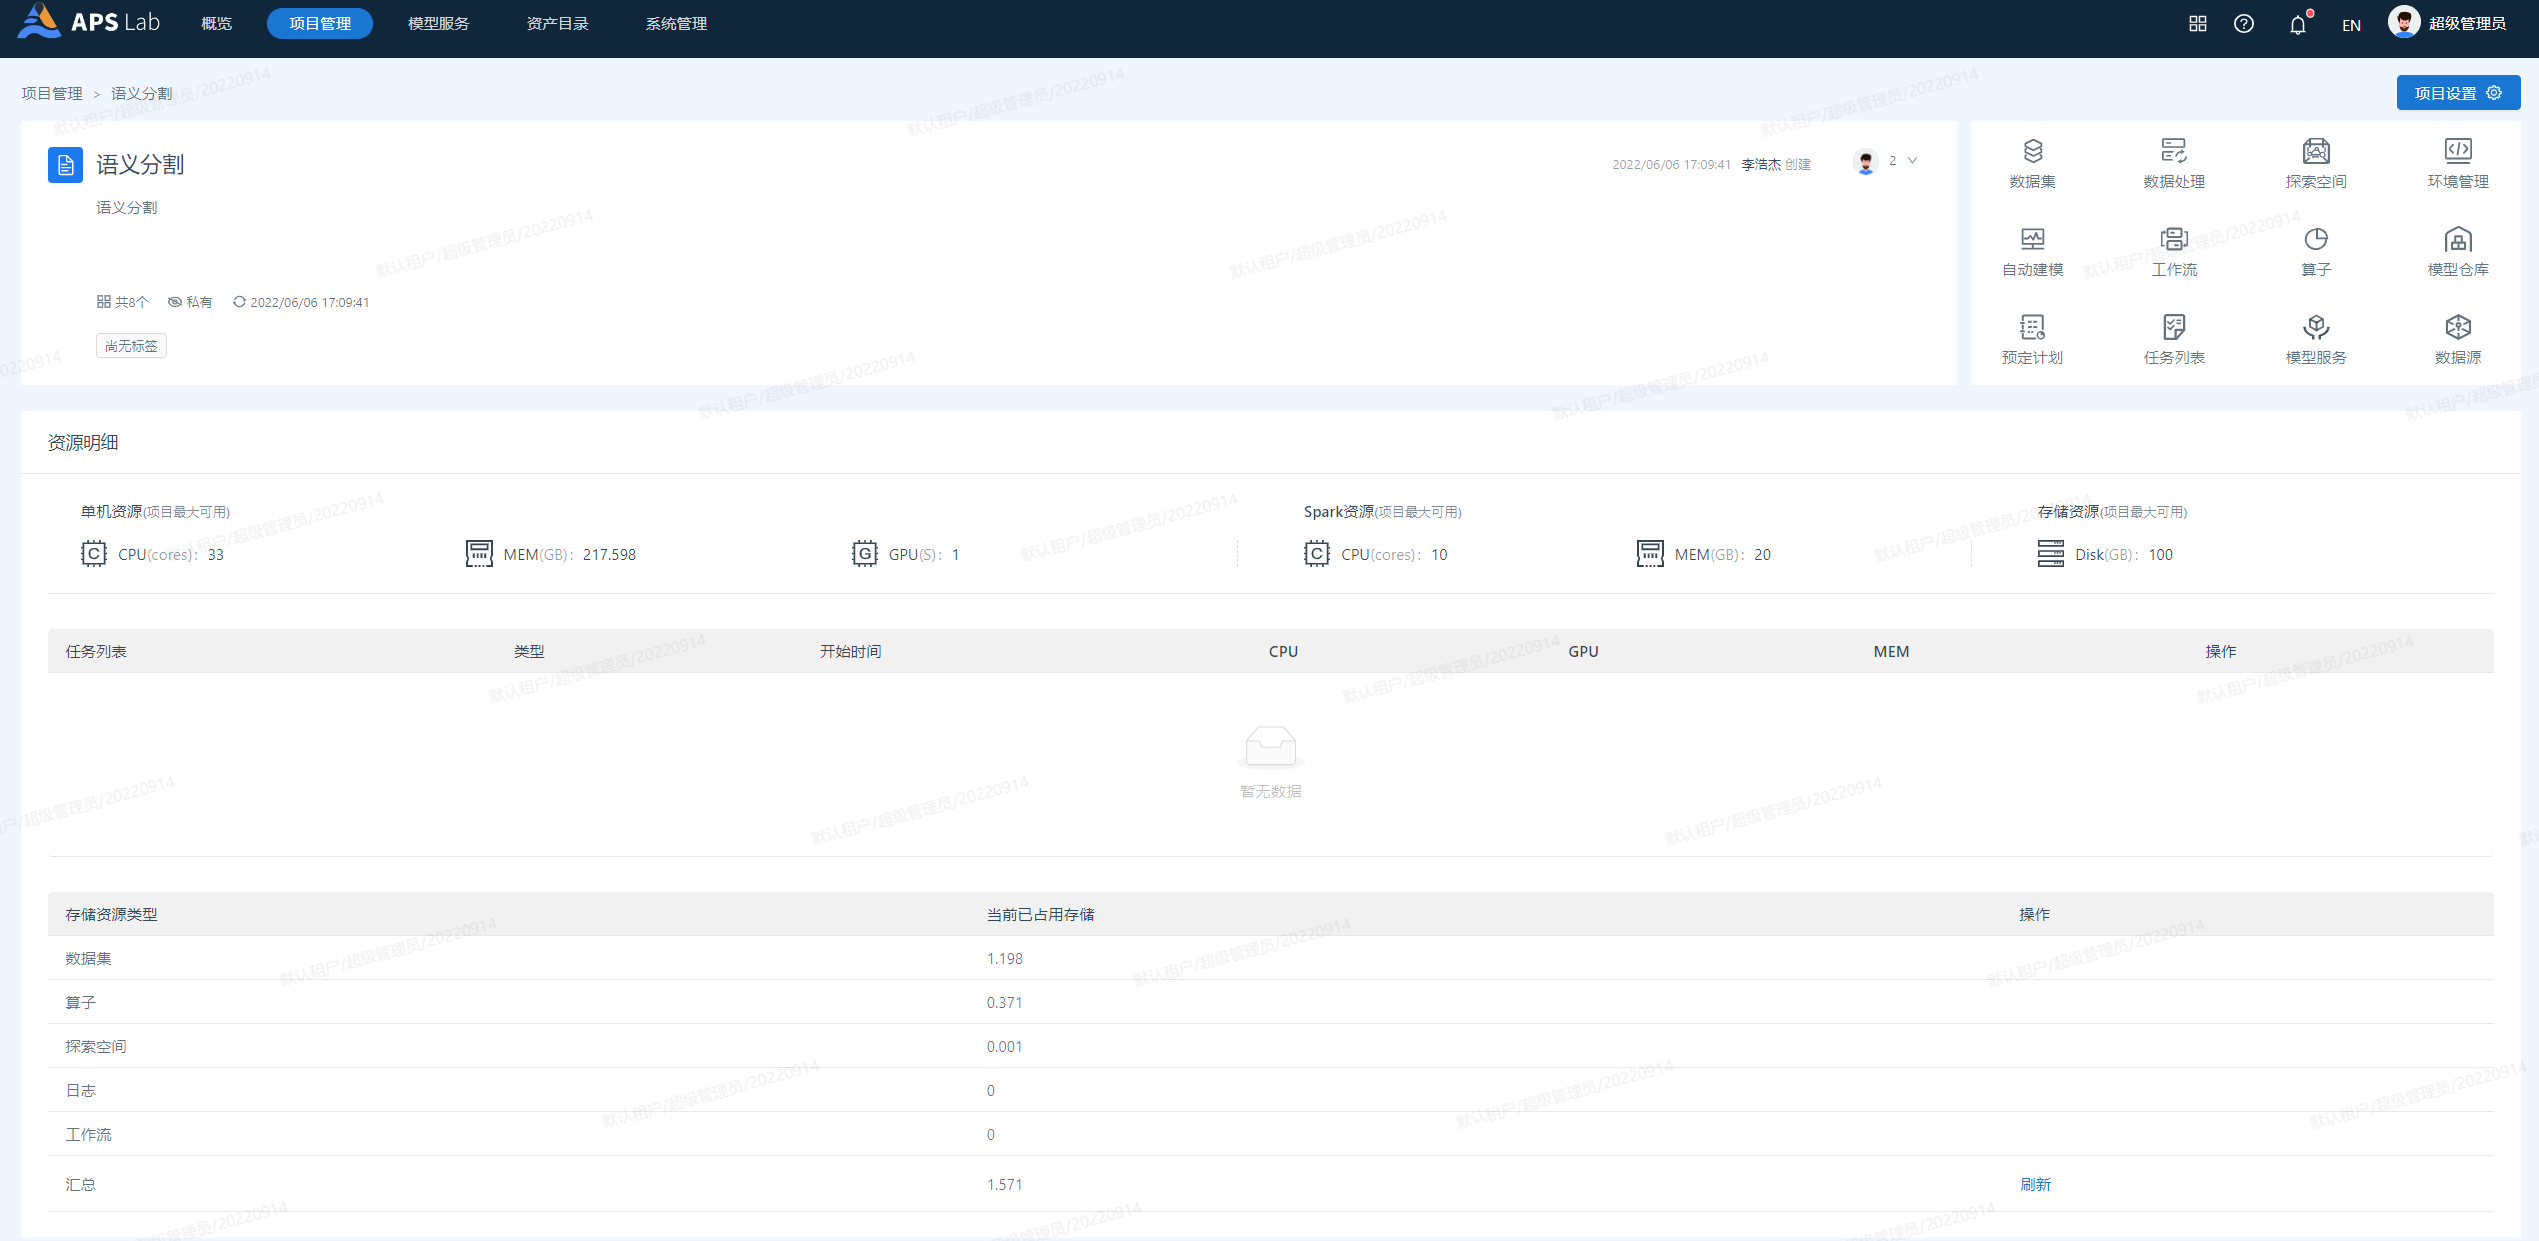 APS Lab 概览 项目管理 模型服务 资产目录 系统管理 EN 超级管理员
项目管理 > 语义分割 项目设置
语义分割 2022/06/06 17:09:41 李浩杰 创建 2
语义分割
共8个 私有 2022/06/06 17:09:41
尚无标签
数据集 数据处理 探索空间 环境管理
自动建模 工作流 算子 模型仓库
预定计划 任务列表 模型服务 数据源
资源明细
单机资源(项目最大可用) Spark资源(项目最大可用) 存储资源(项目最大可用)
CPU(cores)： 33 MEM(GB)： 217.598 GPU(S)： 1 CPU(cores)： 10 MEM(GB)： 20 Disk(GB)： 100
任务列表 类型 开始时间 CPU GPU MEM 操作
暂无数据
存储资源类型 当前已占用存储 操作
数据集 1.198
算子 0.371
探索空间 0.001
日志 0
工作流 0
汇总 1.571 刷新
默认租户/超级管理员/20220914